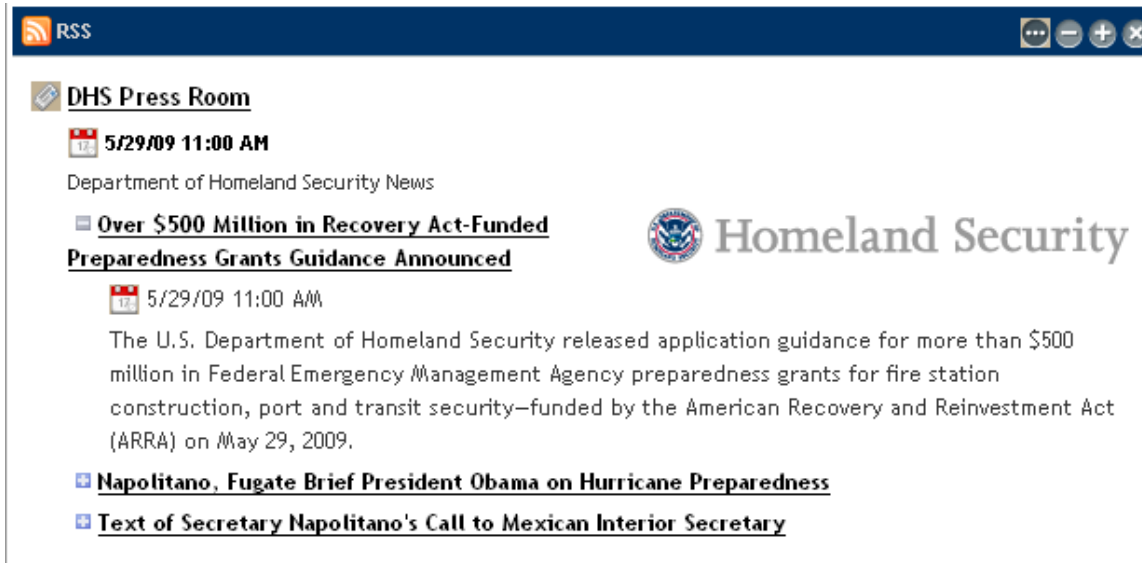 RSS
DHS Press Room
5/29/09 11:00 AM
Department of Homeland Security News
Over $500 Million in Recovery Act-Funded
Preparedness Grants Guidance Announced
Homeland Security
5/29/09 11:00 AM
The U.S. Department of Homeland Security released application guidance for more than $500
million in Federal Emergency Management Agency preparedness grants for fire station
construction, port and transit security—funded by the American Recovery and Reinvestment Act
(ARRA) on May 29, 2009.
Napolitano, Fugate Brief President Obama on Hurricane Preparedness
Text of Secretary Napolitano's Call to Mexican Interior Secretary